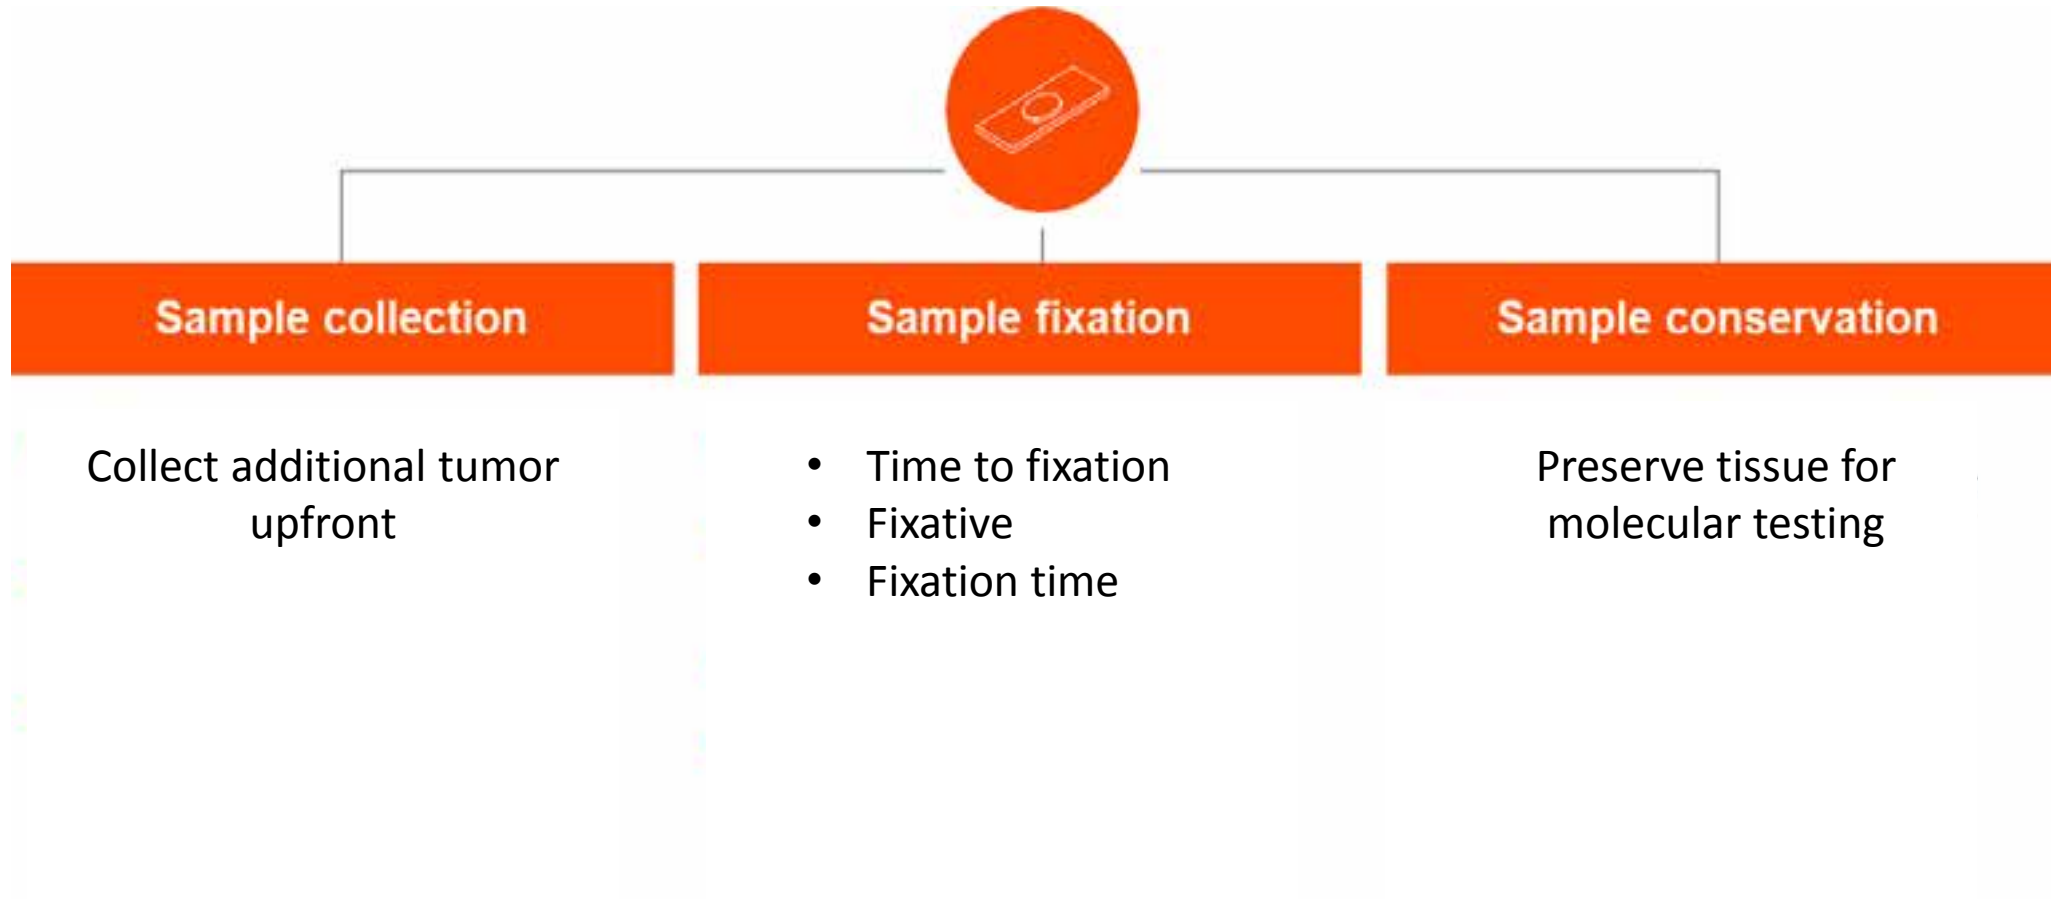 Sample collection
Sample fixation
Sample conservation
Collect additional tumor
upfront
• Time to fixation
• Fixative
• Fixation time
Preserve tissue for
molecular testing